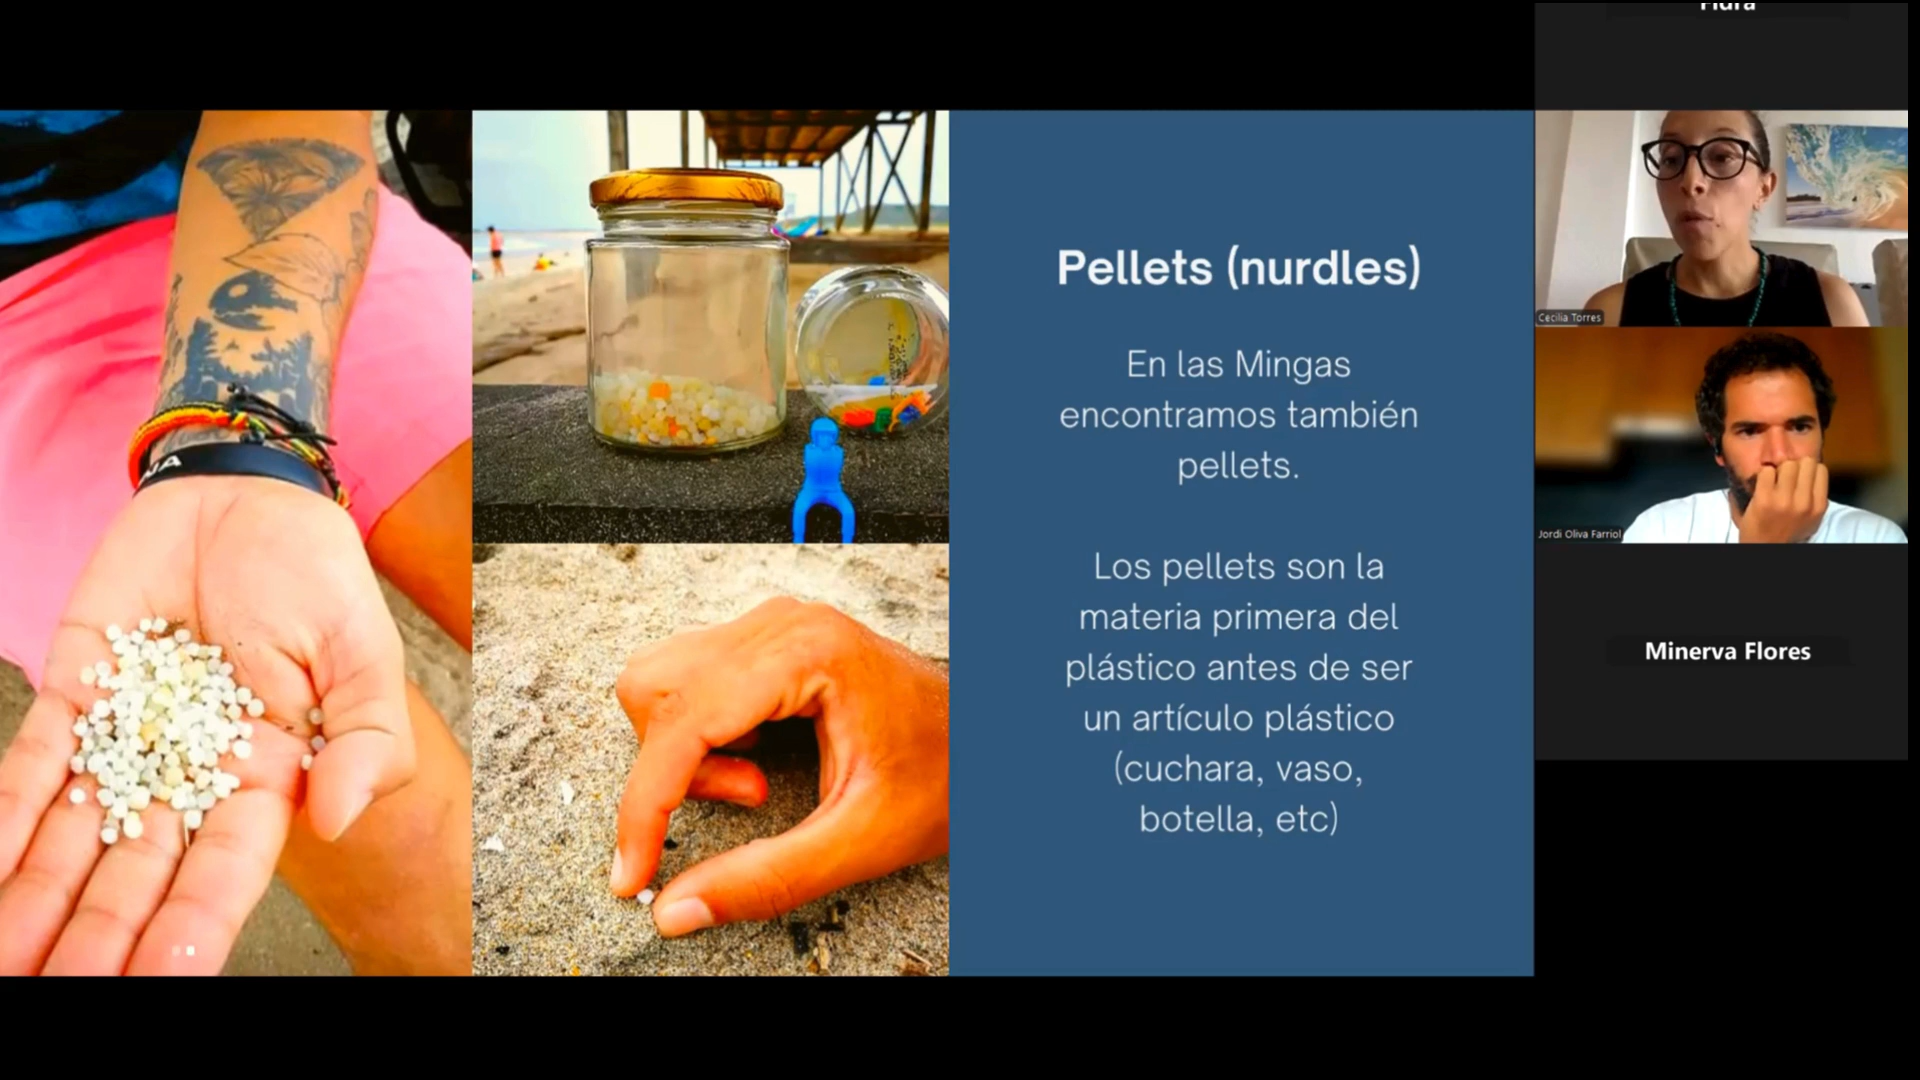 Pellets (nurdles)
En las Mingas
encontramos también
pellets.
Los pellets son la
materia primera del
plástico antes de ser
un artículo plástico
(cuchara, vaso,
botella, etc)
Cecilia Torres
Jordi Oliva Farriol
Minerva Flores